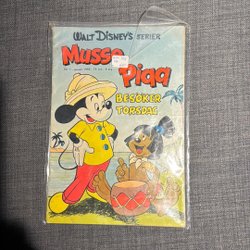 WALT DISNEY'S SERIER
Musse
Pigg
BESÖKER
TORSDAG